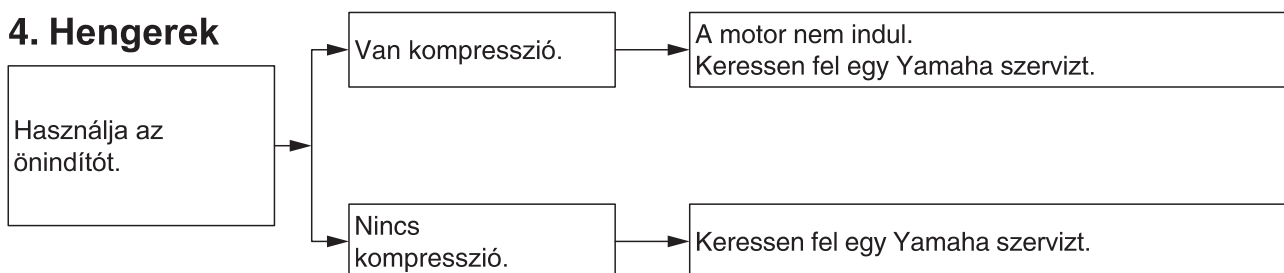 4. Hengerek
Használja az
önindítót.
Van kompresszió.
A motor nem indul.
Keressen fel egy Yamaha szervizt.
Nincs
kompresszió.
Keressen fel egy Yamaha szervizt.